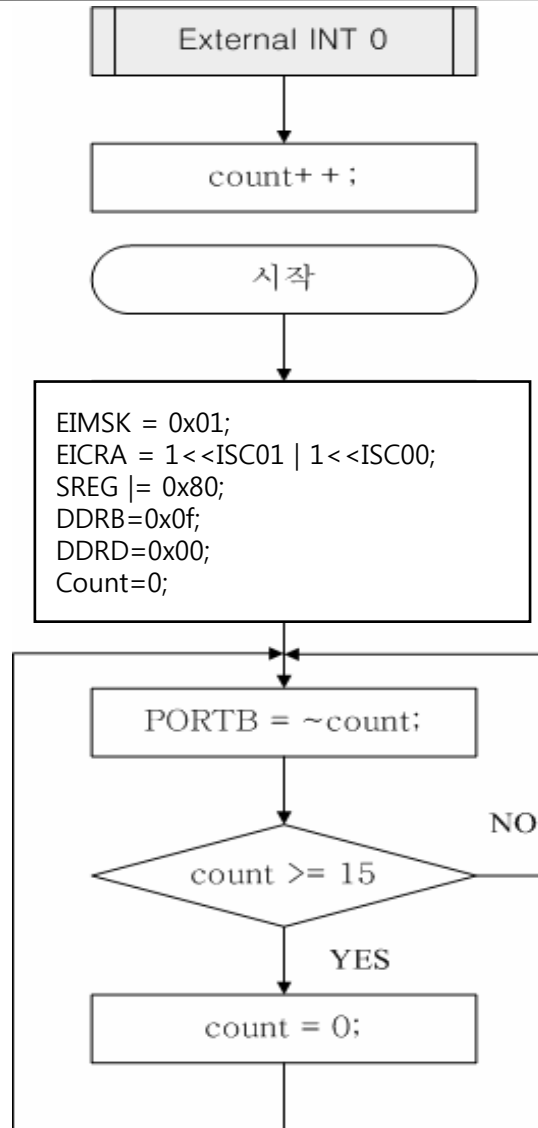 External INT 0
count+ + ;
시작
EIMSK = 0x01;
EICRA = 1<<ISC01 | 1<<ISC00;
SREG |= 0x80;
DDRB=0x0f;
DDRD=0x00;
Count=0;
PORTB = ~count;
NO
count >= 15
YES
count = 0;